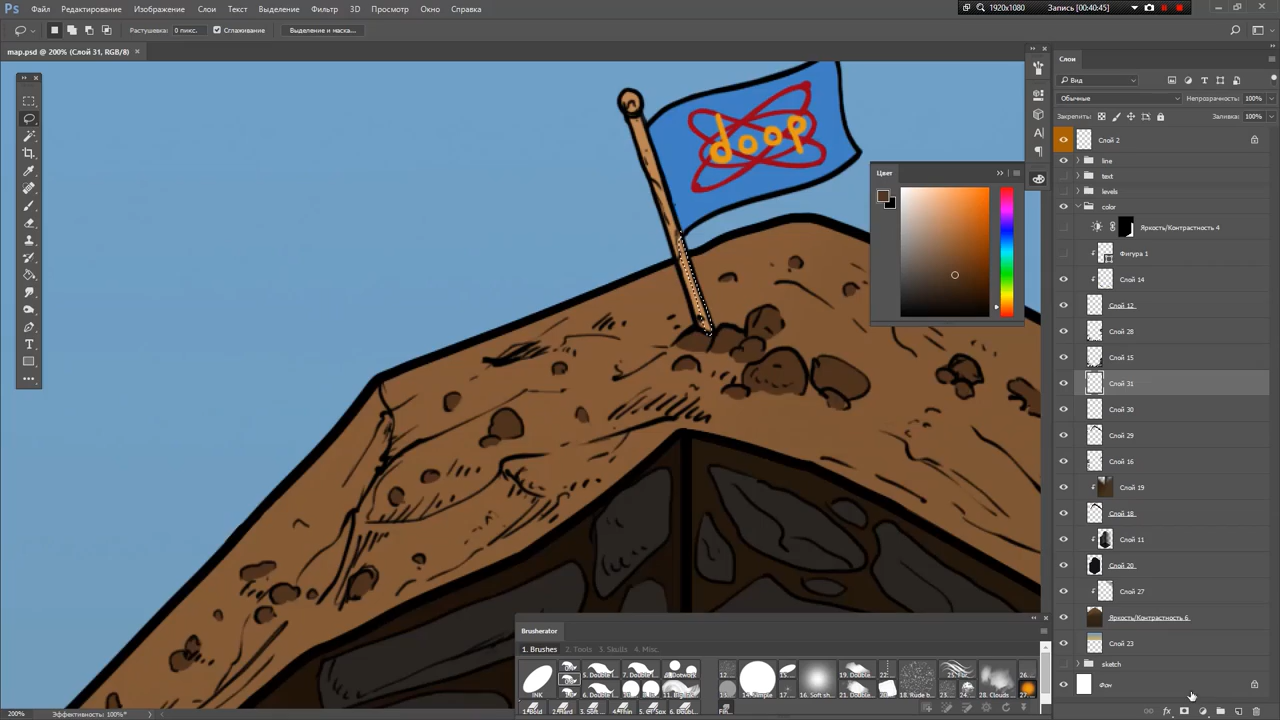 Ps Файл Редактирование Изображение Слои Текст Выделение Фильтр 3D Просмотр Окно Справка
1920x1080 Запись [00:40:45]
Растушевка: 0 пикс. Сглаживание Выделение и маска...
map.psd @ 200% (Слой 31, RGB/8)
doop
Цвет
Слои
Вид
Обычные Непрозрачность: 100%
Закрепить: Заливка: 100%
Слой 2
line
text
levels
color
Яркость/Контрастность 4
Фигура 1
Слой 14
Слой 12
Слой 28
Слой 15
Слой 31
Слой 30
Слой 29
Слой 16
Слой 19
Слой 18
Слой 11
Слой 20
Слой 27
Яркость/Контрастность 6
Слой 23
sketch
Фон
Brusherator
1. Brushes 2. Tools 3. Skulls 4. Misc.
INK
200% Эффективность: 100%*